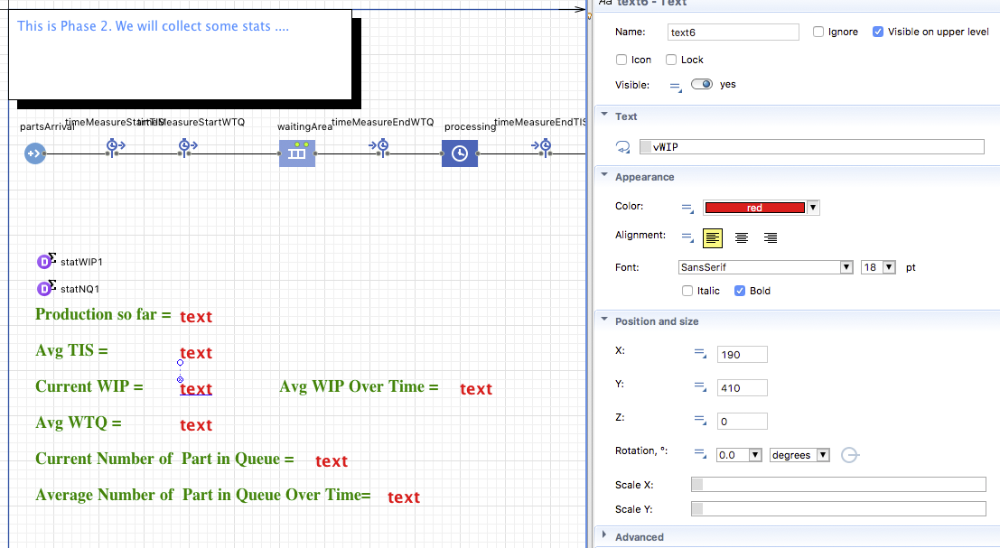 text6 - Text
This is Phase 2. We will collect some stats ....
Name: text6 Ignore Visible on upper level
Icon Lock
Visible: yes
Text
vWIP
partsArrival timeMeasureStartTIS timeMeasureStartWTQ waitingArea timeMeasureEndWTQ processing timeMeasureEndTIS
Appearance
Color: red
Alignment:
Font: SansSerif 18 pt
Italic Bold
D statWIP1
D statNQ1
Production so far = text
Avg TIS = text
Current WIP = text Avg WIP Over Time = text
Avg WTQ = text
Current Number of Part in Queue = text
Average Number of Part in Queue Over Time= text
Position and size
X: 190
Y: 410
Z: 0
Rotation, °: 0.0 degrees
Scale X:
Scale Y:
Advanced